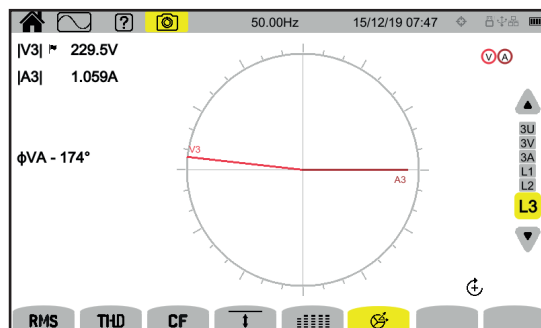 ?
50.00Hz
15/12/19 07:47
|V3| 229.5V
|A3| 1.059A
V A
V3
A3
ϕVA - 174°
3U
3V
3A
L1
L2
L3
RMS THD CF